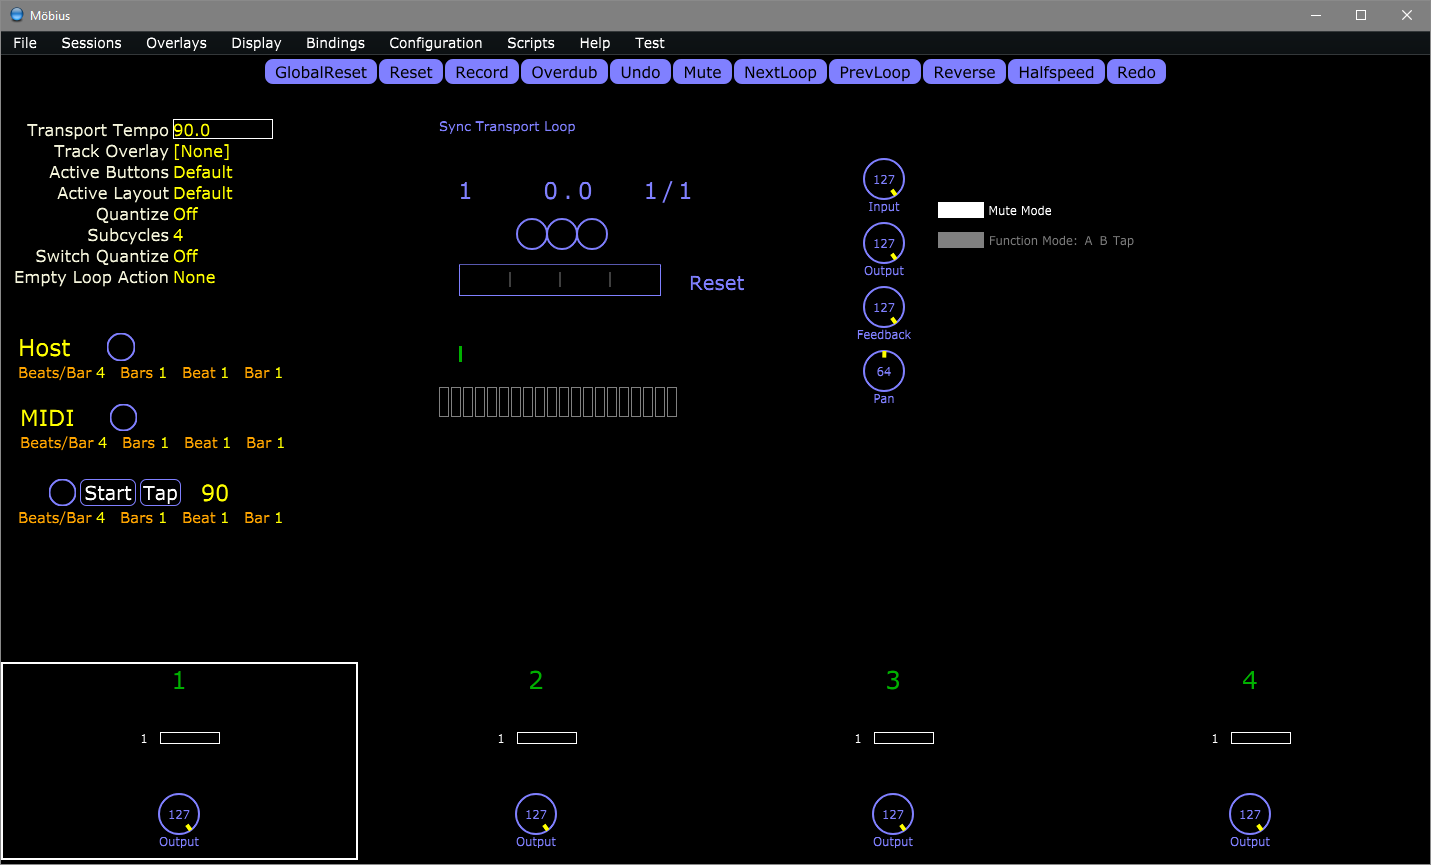 Möbius
File Sessions Overlays Display Bindings Configuration Scripts Help Test
GlobalReset Reset Record Overdub Undo Mute NextLoop PrevLoop Reverse Halfspeed Redo
Transport Tempo 90.0
Track Overlay [None]
Active Buttons Default
Active Layout Default
Quantize Off
Subcycles 4
Switch Quantize Off
Empty Loop Action None
Host
Beats/Bar 4 Bars 1 Beat 1 Bar 1
MIDI
Beats/Bar 4 Bars 1 Beat 1 Bar 1
Start Tap 90
Beats/Bar 4 Bars 1 Beat 1 Bar 1
Sync Transport Loop
1 0.0 1/1
Reset
127
Input
127
Output
127
Feedback
64
Pan
Mute Mode
Function Mode: A B Tap
1 2 3 4
1 1 1 1
127 127 127 127
Output Output Output Output